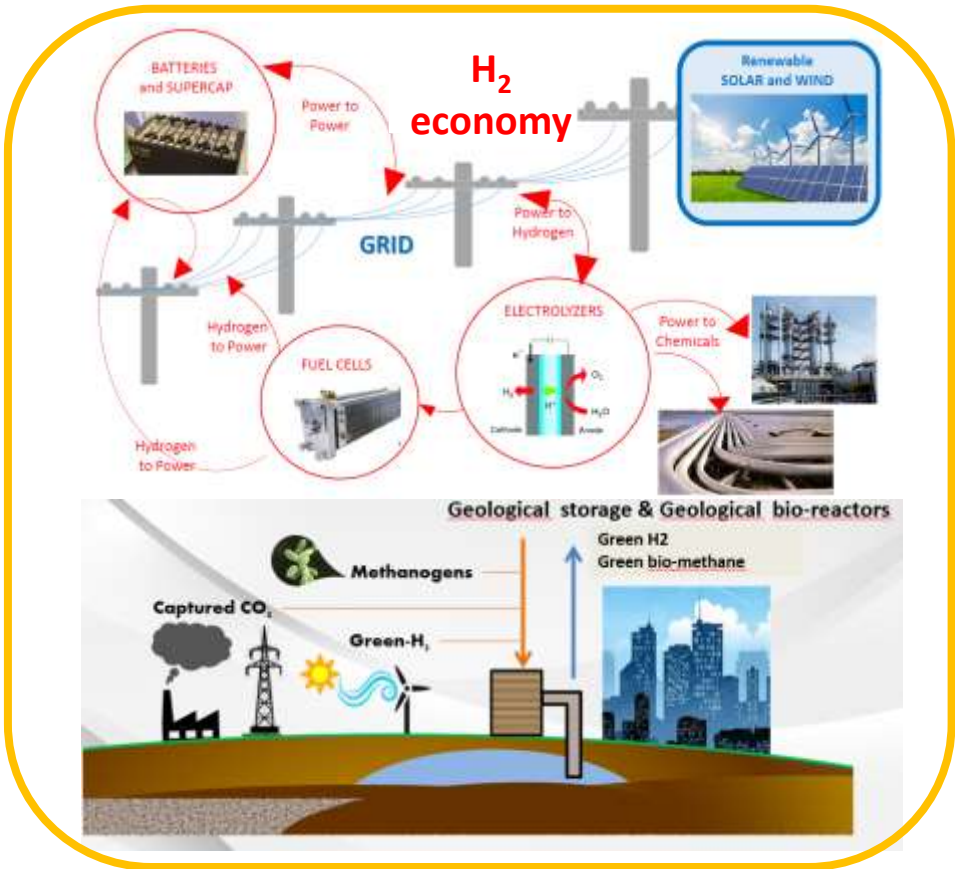 H₂
economy
BATTERIES
and SUPERCAP
Power to
Power
Renewable
SOLAR and WIND
GRID
Power to
Hydrogen
Hydrogen
to Power
FUEL CELLS
ELECTROLYZERS
e⁻
H₂
H⁺
O₂
H₂O
Cathode
Anode
Power to
Chemicals
Hydrogen
to Power
Geological storage & Geological bio-reactors
Green H2
Green bio-methane
Methanogens
Captured CO₂
Green-H₂